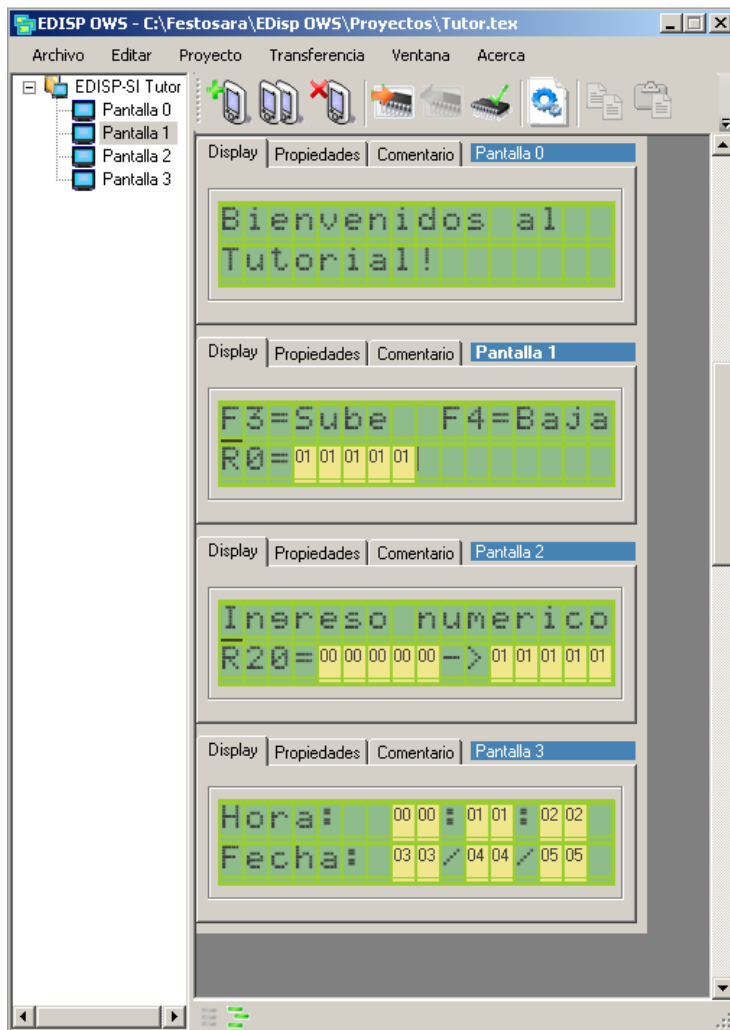 EDISP OWS - C:\Festosara\EDisp OWS\Proyectos\Tutor.tex
Archivo Editar Proyecto Transferencia Ventana Acerca
EDISP-SI Tutor
Pantalla 0
Pantalla 1
Pantalla 2
Pantalla 3
Display Propiedades Comentario Pantalla 0
Bienvenidos al
Tutorial!
Display Propiedades Comentario Pantalla 1
F3=Sube F4=Baja
R0= 01 01 01 01 01
Display Propiedades Comentario Pantalla 2
Ingreso numerico
R20= 00 00 00 00 00 -> 01 01 01 01 01
Display Propiedades Comentario Pantalla 3
Hora: 00 00 : 01 01 : 02 02
Fecha: 03 03 / 04 04 / 05 05